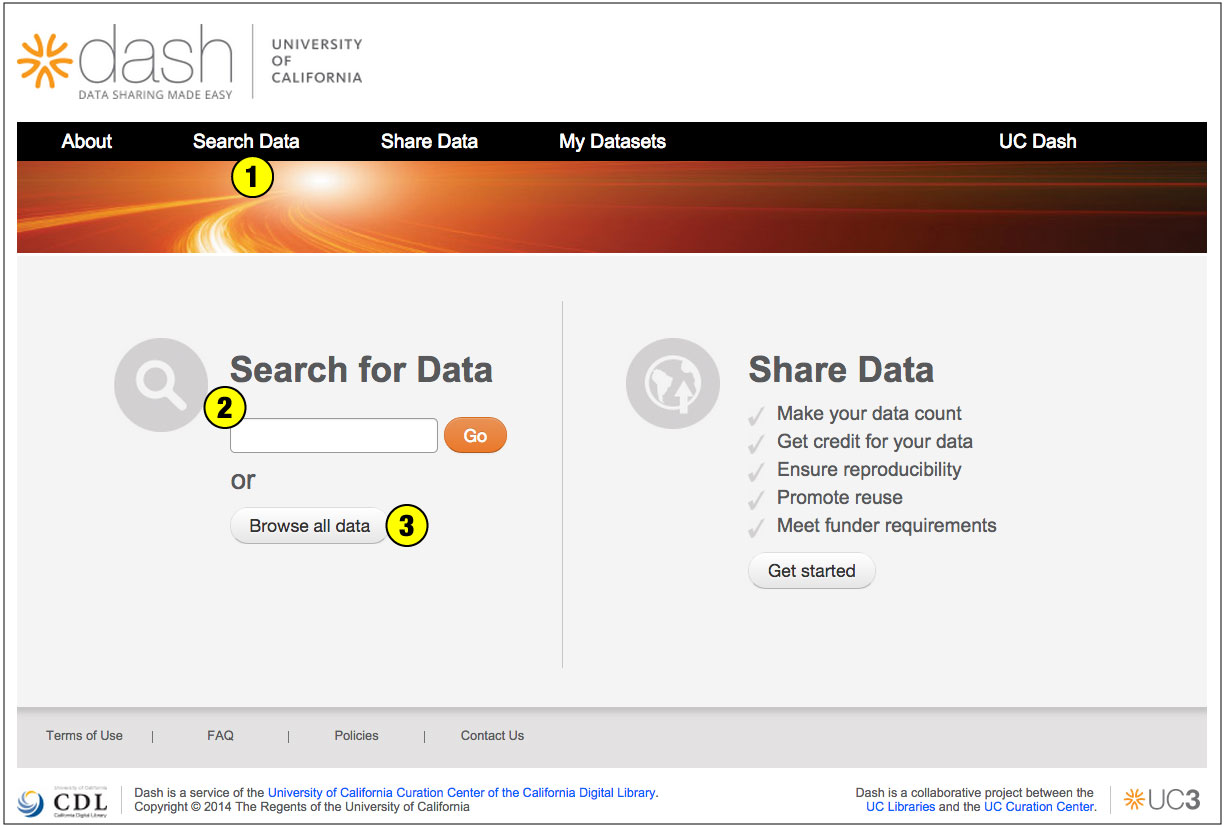 dash
DATA SHARING MADE EASY
UNIVERSITY
OF
CALIFORNIA
About
Search Data
Share Data
My Datasets
UC Dash
1
Search for Data
2
Go
or
Browse all data
3
Share Data
Make your data count
Get credit for your data
Ensure reproducibility
Promote reuse
Meet funder requirements
Get started
Terms of Use | FAQ | Policies | Contact Us
University of California
CDL
California Digital Library
Dash is a service of the University of California Curation Center of the California Digital Library.
Copyright © 2014 The Regents of the University of California
Dash is a collaborative project between the
UC Libraries and the UC Curation Center.
UC3